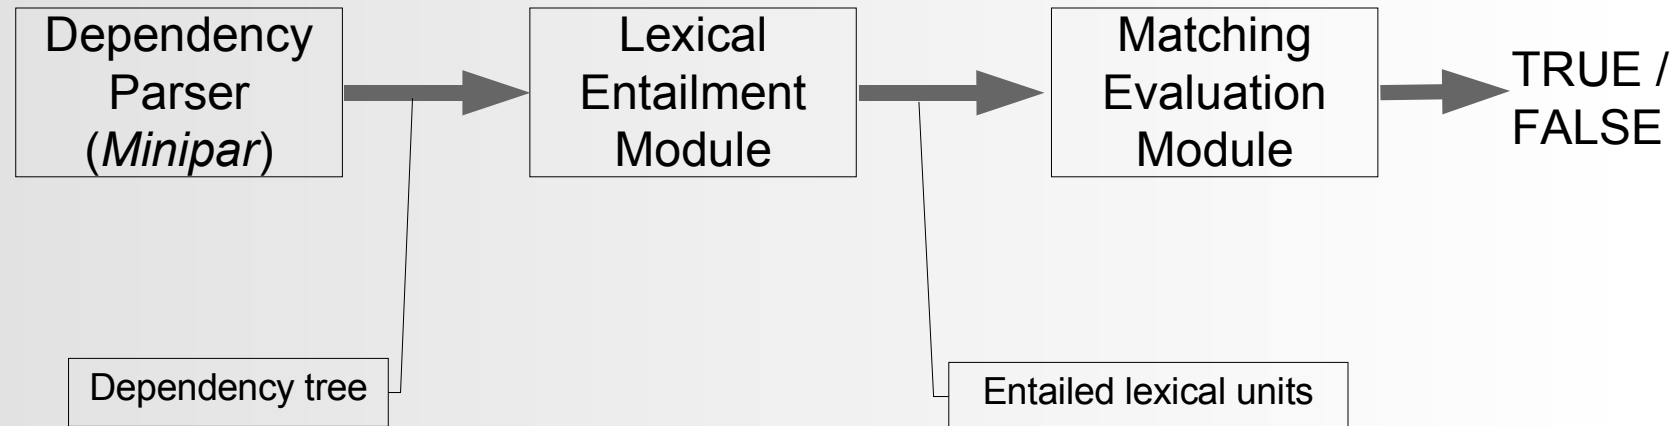 Dependency
Parser
(Minipar)
Lexical
Entailment
Module
Matching
Evaluation
Module
TRUE /
FALSE
Dependency tree
Entailed lexical units